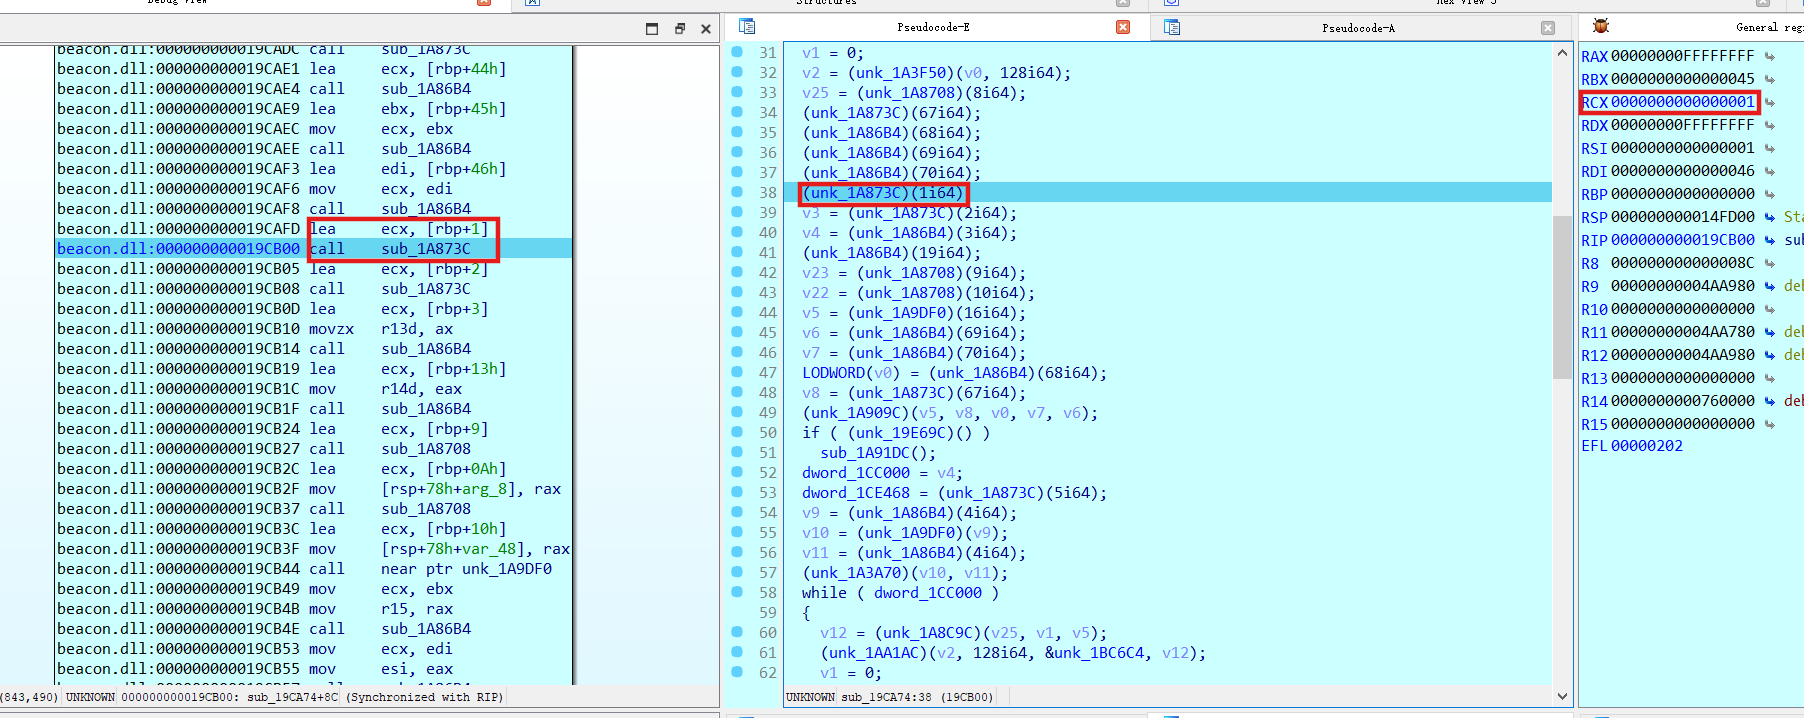 Debug View
Structures
Hex View 3
Pseudocode-E
Pseudocode-A
General reg
beacon.dll:000000000019CADC call sub_1A873C
beacon.dll:000000000019CAE1 lea ecx, [rbp+44h]
beacon.dll:000000000019CAE4 call sub_1A86B4
beacon.dll:000000000019CAE9 lea ebx, [rbp+45h]
beacon.dll:000000000019CAEC mov ecx, ebx
beacon.dll:000000000019CAEE call sub_1A86B4
beacon.dll:000000000019CAF3 lea edi, [rbp+46h]
beacon.dll:000000000019CAF6 mov ecx, edi
beacon.dll:000000000019CAF8 call sub_1A86B4
beacon.dll:000000000019CAFD lea ecx, [rbp+1]
beacon.dll:000000000019CB00 call sub_1A873C
beacon.dll:000000000019CB05 lea ecx, [rbp+2]
beacon.dll:000000000019CB08 call sub_1A873C
beacon.dll:000000000019CB0D lea ecx, [rbp+3]
beacon.dll:000000000019CB10 movzx r13d, ax
beacon.dll:000000000019CB14 call sub_1A86B4
beacon.dll:000000000019CB19 lea ecx, [rbp+13h]
beacon.dll:000000000019CB1C mov r14d, eax
beacon.dll:000000000019CB1F call sub_1A86B4
beacon.dll:000000000019CB24 lea ecx, [rbp+9]
beacon.dll:000000000019CB27 call sub_1A8708
beacon.dll:000000000019CB2C lea ecx, [rbp+0Ah]
beacon.dll:000000000019CB2F mov [rsp+78h+arg_8], rax
beacon.dll:000000000019CB37 call sub_1A8708
beacon.dll:000000000019CB3C lea ecx, [rbp+10h]
beacon.dll:000000000019CB3F mov [rsp+78h+var_48], rax
beacon.dll:000000000019CB44 call near ptr unk_1A9DF0
beacon.dll:000000000019CB49 mov ecx, ebx
beacon.dll:000000000019CB4B mov r15, rax
beacon.dll:000000000019CB4E call sub_1A86B4
beacon.dll:000000000019CB53 mov ecx, edi
beacon.dll:000000000019CB55 mov esi, eax
(843,490) UNKNOWN 000000000019CB00: sub_19CA74+8C (Synchronized with RIP)
31 v1 = 0;
32 v2 = (unk_1A3F50)(v0, 128i64);
33 v25 = (unk_1A8708)(8i64);
34 (unk_1A873C)(67i64);
35 (unk_1A86B4)(68i64);
36 (unk_1A86B4)(69i64);
37 (unk_1A86B4)(70i64);
38 (unk_1A873C)(1i64)
39 v3 = (unk_1A873C)(2i64);
40 v4 = (unk_1A86B4)(3i64);
41 (unk_1A86B4)(19i64);
42 v23 = (unk_1A8708)(9i64);
43 v22 = (unk_1A8708)(10i64);
44 v5 = (unk_1A9DF0)(16i64);
45 v6 = (unk_1A86B4)(69i64);
46 v7 = (unk_1A86B4)(70i64);
47 LODWORD(v0) = (unk_1A86B4)(68i64);
48 v8 = (unk_1A873C)(67i64);
49 (unk_1A909C)(v5, v8, v0, v7, v6);
50 if ( (unk_19E69C)() )
51 sub_1A91DC();
52 dword_1CC000 = v4;
53 dword_1CE468 = (unk_1A873C)(5i64);
54 v9 = (unk_1A86B4)(4i64);
55 v10 = (unk_1A9DF0)(v9);
56 v11 = (unk_1A86B4)(4i64);
57 (unk_1A3A70)(v10, v11);
58 while ( dword_1CC000 )
59 {
60 v12 = (unk_1A8C9C)(v25, v1, v5);
61 (unk_1AA1AC)(v2, 128i64, &unk_1BC6C4, v12);
62 v1 = 0;
UNKNOWN sub_19CA74:38 (19CB00)
RAX 00000000FFFFFFFF
RBX 0000000000000045
RCX 0000000000000001
RDX 00000000FFFFFFFF
RSI 0000000000000001
RDI 0000000000000046
RBP 0000000000000000
RSP 000000000014FD00 Sta
RIP 000000000019CB00 sub
R8 000000000000008C
R9 00000000004AA980 deb
R10 0000000000000000
R11 00000000004AA780 deb
R12 00000000004AA980 deb
R13 0000000000000000
R14 0000000000760000 deb
R15 0000000000000000
EFL 00000202